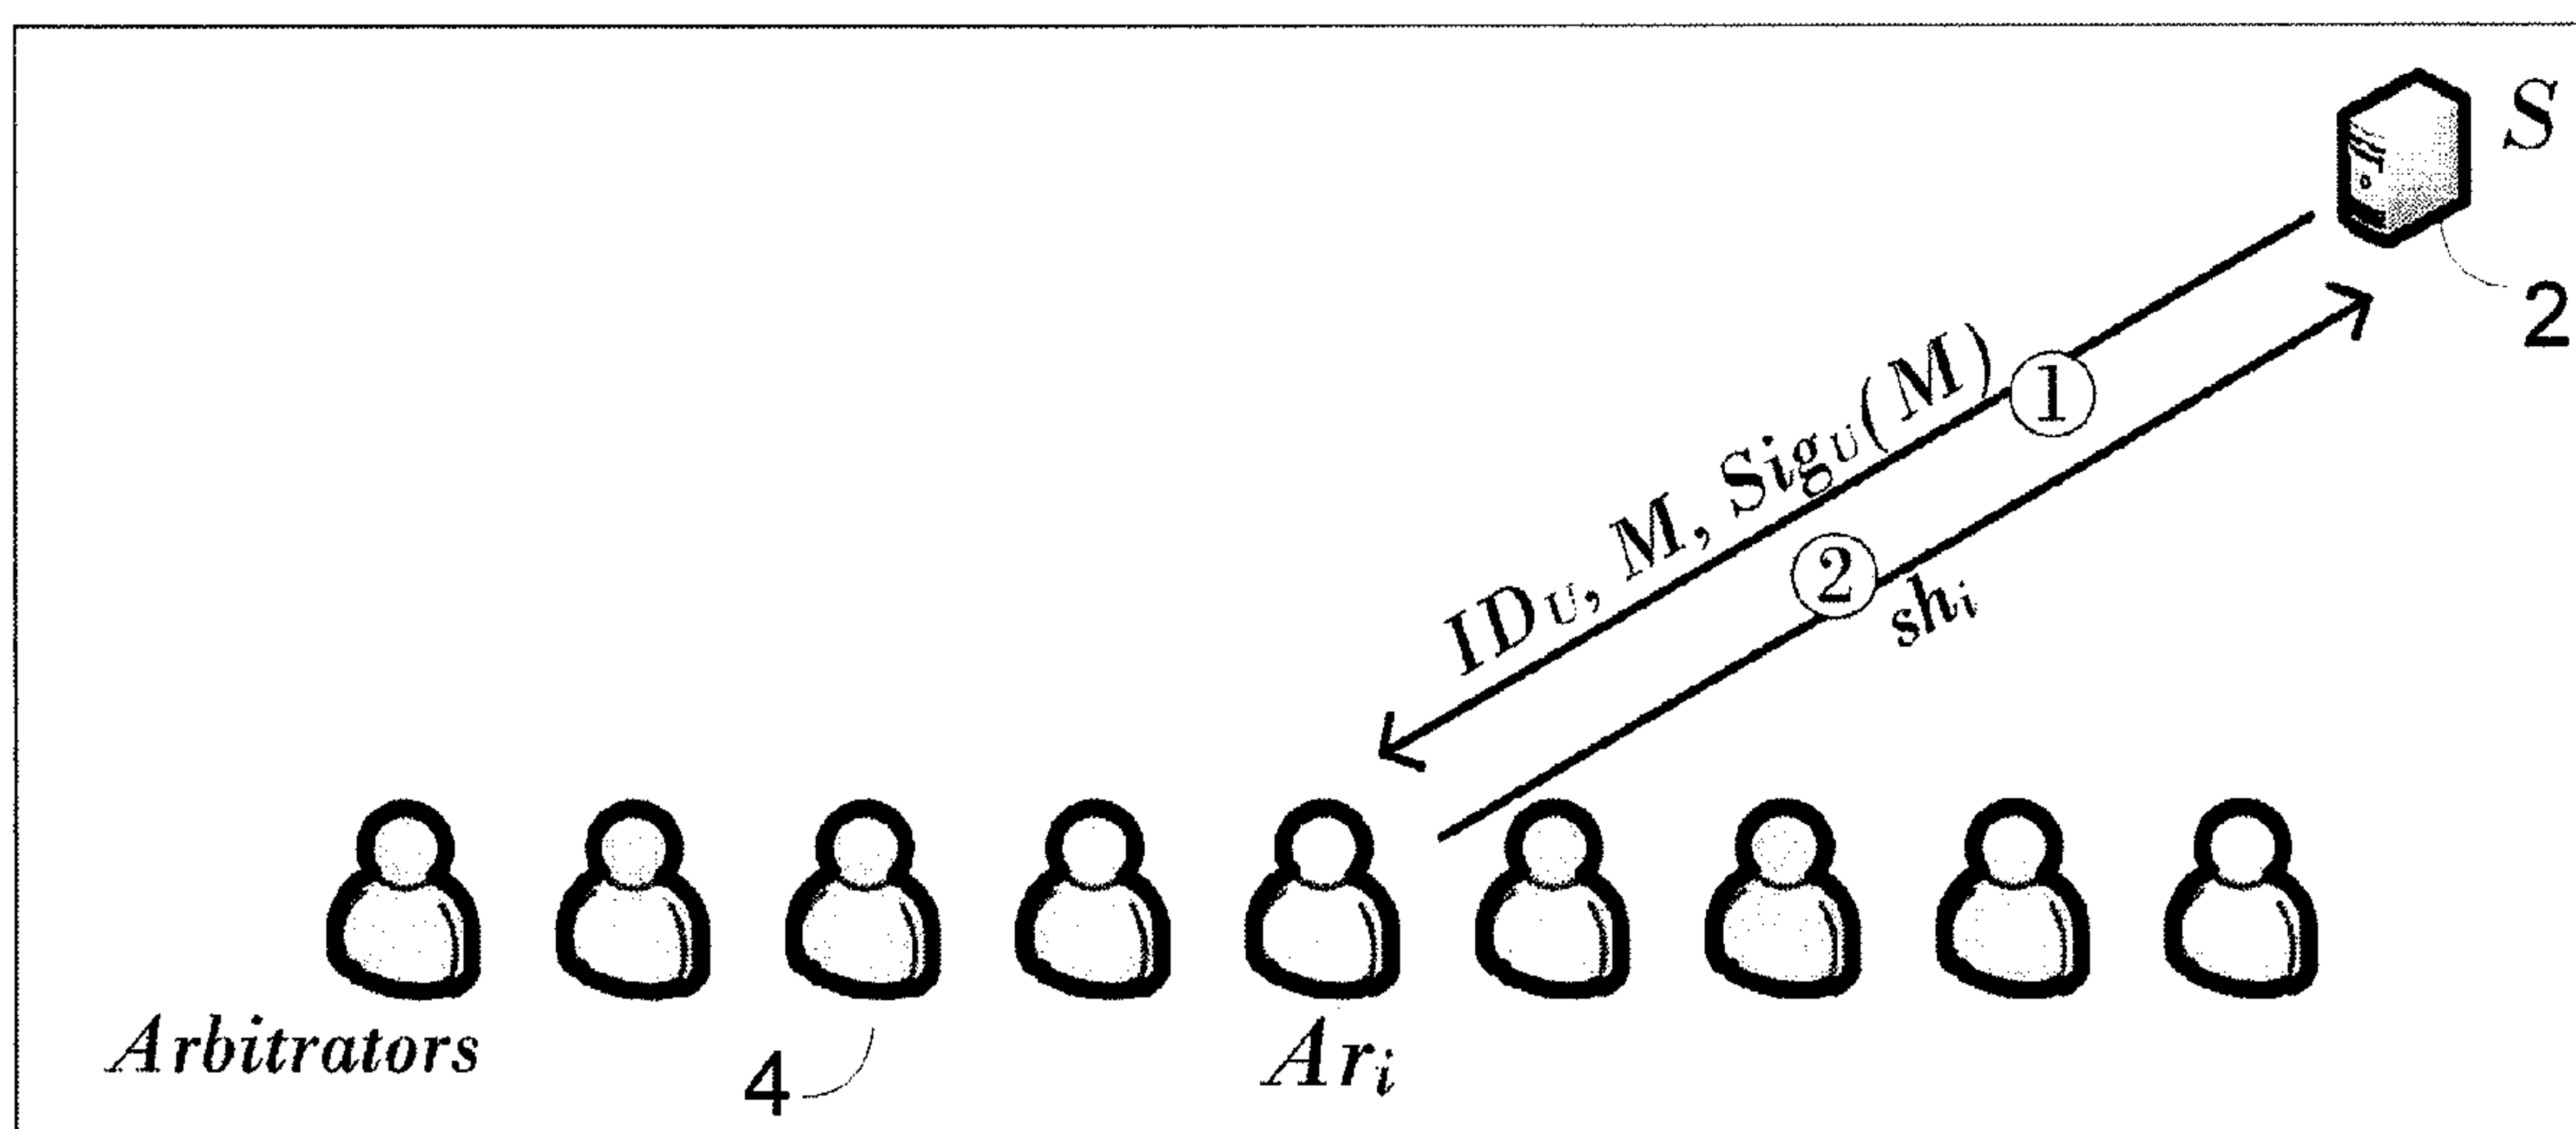 S
2
①
IDU, M, SigU(M)
②
shi
Arbitrators
4
Ari